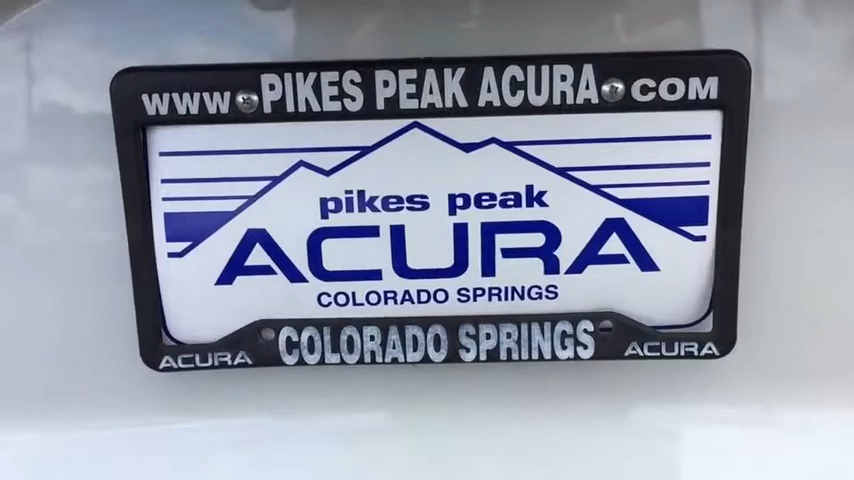 WWW PIKES PEAK ACURA COM
pikes peak
ACURA
COLORADO SPRINGS
ACURA COLORADO SPRINGS ACURA